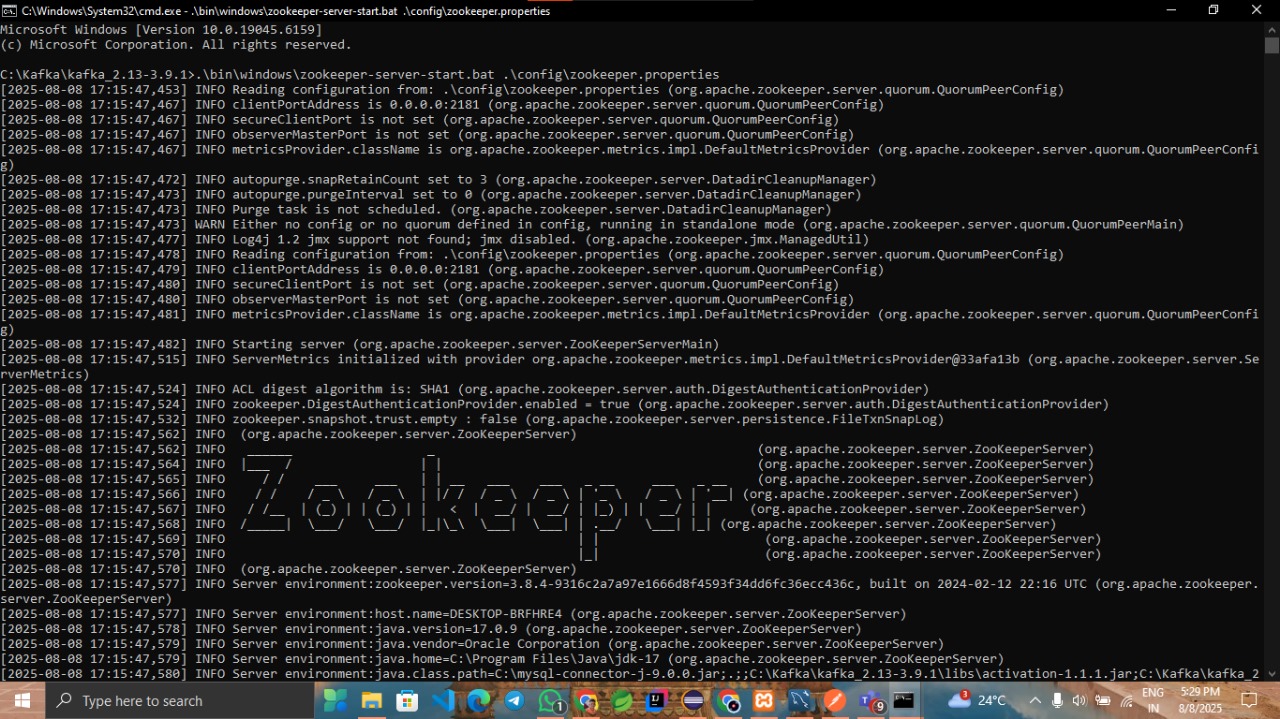 C:\Windows\System32\cmd.exe - .\bin\windows\zookeeper-server-start.bat .\config\zookeeper.properties
Microsoft Windows [Version 10.0.19045.6159]
(c) Microsoft Corporation. All rights reserved.
C:\Kafka\kafka_2.13-3.9.1>.\bin\windows\zookeeper-server-start.bat .\config\zookeeper.properties
[2025-08-08 17:15:47,453] INFO Reading configuration from: .\config\zookeeper.properties (org.apache.zookeeper.server.quorum.QuorumPeerConfig)
[2025-08-08 17:15:47,467] INFO clientPortAddress is 0.0.0.0:2181 (org.apache.zookeeper.server.quorum.QuorumPeerConfig)
[2025-08-08 17:15:47,467] INFO secureClientPort is not set (org.apache.zookeeper.server.quorum.QuorumPeerConfig)
[2025-08-08 17:15:47,467] INFO observerMasterPort is not set (org.apache.zookeeper.server.quorum.QuorumPeerConfig)
[2025-08-08 17:15:47,467] INFO metricsProvider.className is org.apache.zookeeper.metrics.impl.DefaultMetricsProvider (org.apache.zookeeper.server.quorum.QuorumPeerConfi
g)
[2025-08-08 17:15:47,472] INFO autopurge.snapRetainCount set to 3 (org.apache.zookeeper.server.DatadirCleanupManager)
[2025-08-08 17:15:47,473] INFO autopurge.purgeInterval set to 0 (org.apache.zookeeper.server.DatadirCleanupManager)
[2025-08-08 17:15:47,473] INFO Purge task is not scheduled. (org.apache.zookeeper.server.DatadirCleanupManager)
[2025-08-08 17:15:47,473] WARN Either no config or no quorum defined in config, running in standalone mode (org.apache.zookeeper.server.quorum.QuorumPeerMain)
[2025-08-08 17:15:47,477] INFO Log4j 1.2 jmx support not found; jmx disabled. (org.apache.zookeeper.jmx.ManagedUtil)
[2025-08-08 17:15:47,478] INFO Reading configuration from: .\config\zookeeper.properties (org.apache.zookeeper.server.quorum.QuorumPeerConfig)
[2025-08-08 17:15:47,479] INFO clientPortAddress is 0.0.0.0:2181 (org.apache.zookeeper.server.quorum.QuorumPeerConfig)
[2025-08-08 17:15:47,480] INFO secureClientPort is not set (org.apache.zookeeper.server.quorum.QuorumPeerConfig)
[2025-08-08 17:15:47,480] INFO observerMasterPort is not set (org.apache.zookeeper.server.quorum.QuorumPeerConfig)
[2025-08-08 17:15:47,481] INFO metricsProvider.className is org.apache.zookeeper.metrics.impl.DefaultMetricsProvider (org.apache.zookeeper.server.quorum.QuorumPeerConfi
g)
[2025-08-08 17:15:47,482] INFO Starting server (org.apache.zookeeper.server.ZooKeeperServerMain)
[2025-08-08 17:15:47,515] INFO ServerMetrics initialized with provider org.apache.zookeeper.metrics.impl.DefaultMetricsProvider@33afa13b (org.apache.zookeeper.server.Se
rverMetrics)
[2025-08-08 17:15:47,524] INFO ACL digest algorithm is: SHA1 (org.apache.zookeeper.server.auth.DigestAuthenticationProvider)
[2025-08-08 17:15:47,524] INFO zookeeper.DigestAuthenticationProvider.enabled = true (org.apache.zookeeper.server.auth.DigestAuthenticationProvider)
[2025-08-08 17:15:47,532] INFO zookeeper.snapshot.trust.empty : false (org.apache.zookeeper.server.persistence.FileTxnSnapLog)
[2025-08-08 17:15:47,562] INFO (org.apache.zookeeper.server.ZooKeeperServer)
[2025-08-08 17:15:47,562] INFO (org.apache.zookeeper.server.ZooKeeperServer)
[2025-08-08 17:15:47,564] INFO (org.apache.zookeeper.server.ZooKeeperServer)
[2025-08-08 17:15:47,565] INFO (org.apache.zookeeper.server.ZooKeeperServer)
[2025-08-08 17:15:47,566] INFO Zookeeper (org.apache.zookeeper.server.ZooKeeperServer)
[2025-08-08 17:15:47,567] INFO (org.apache.zookeeper.server.ZooKeeperServer)
[2025-08-08 17:15:47,568] INFO (org.apache.zookeeper.server.ZooKeeperServer)
[2025-08-08 17:15:47,569] INFO (org.apache.zookeeper.server.ZooKeeperServer)
[2025-08-08 17:15:47,570] INFO (org.apache.zookeeper.server.ZooKeeperServer)
[2025-08-08 17:15:47,570] INFO (org.apache.zookeeper.server.ZooKeeperServer)
[2025-08-08 17:15:47,577] INFO Server environment:zookeeper.version=3.8.4-9316c2a7a97e1666d8f4593f34dd6fc36ecc436c, built on 2024-02-12 22:16 UTC (org.apache.zookeeper.
server.ZooKeeperServer)
[2025-08-08 17:15:47,577] INFO Server environment:host.name=DESKTOP-BRFHRE4 (org.apache.zookeeper.server.ZooKeeperServer)
[2025-08-08 17:15:47,578] INFO Server environment:java.version=17.0.9 (org.apache.zookeeper.server.ZooKeeperServer)
[2025-08-08 17:15:47,579] INFO Server environment:java.vendor=Oracle Corporation (org.apache.zookeeper.server.ZooKeeperServer)
[2025-08-08 17:15:47,579] INFO Server environment:java.home=C:\Program Files\Java\jdk-17 (org.apache.zookeeper.server.ZooKeeperServer)
[2025-08-08 17:15:47,580] INFO Server environment:java.class.path=C:\mysql-connector-j-9.0.0.jar;.;;C:\Kafka\kafka_2.13-3.9.1\libs\activation-1.1.1.jar;C:\Kafka\kafka_2
Type here to search
1
3
24°C
9
ENG
IN
5:29 PM
8/8/2025